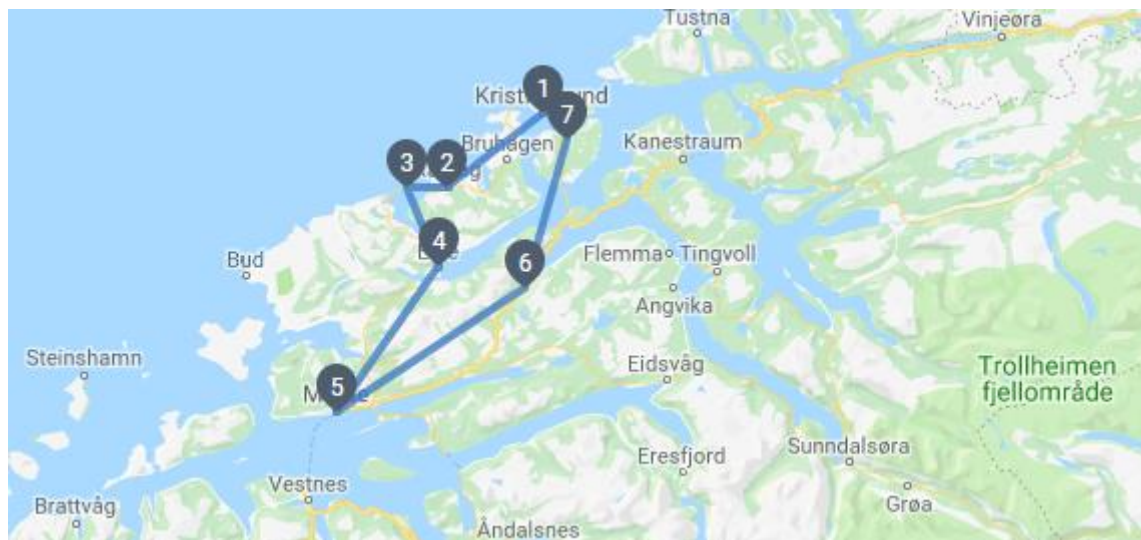 Tustna
Vinjeøra
1
7
Bruhagen
Kanestraum
3
2
4
Bud
6
Flemma
Tingvoll
Angvika
Steinshamn
5
Eidsvåg
Trollheimen
fjellområde
Sunndalsøra
Eresfjord
Vestnes
Grøa
Brattvåg
Åndalsnes